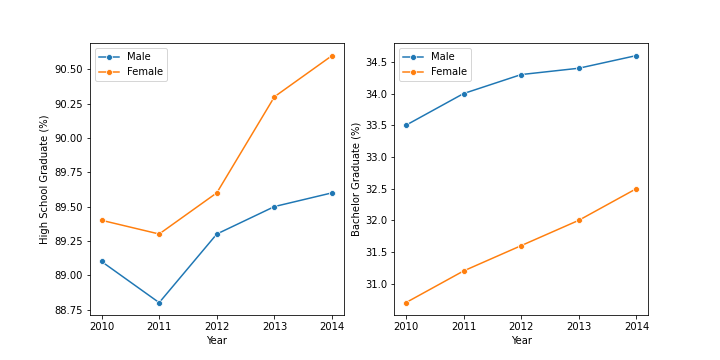 Male
Female
90.50
90.25
90.00
89.75
89.50
89.25
89.00
88.75
High School Graduate (%)
2010 2011 2012 2013 2014
Year
Male
Female
34.5
34.0
33.5
33.0
32.5
32.0
31.5
31.0
Bachelor Graduate (%)
2010 2011 2012 2013 2014
Year